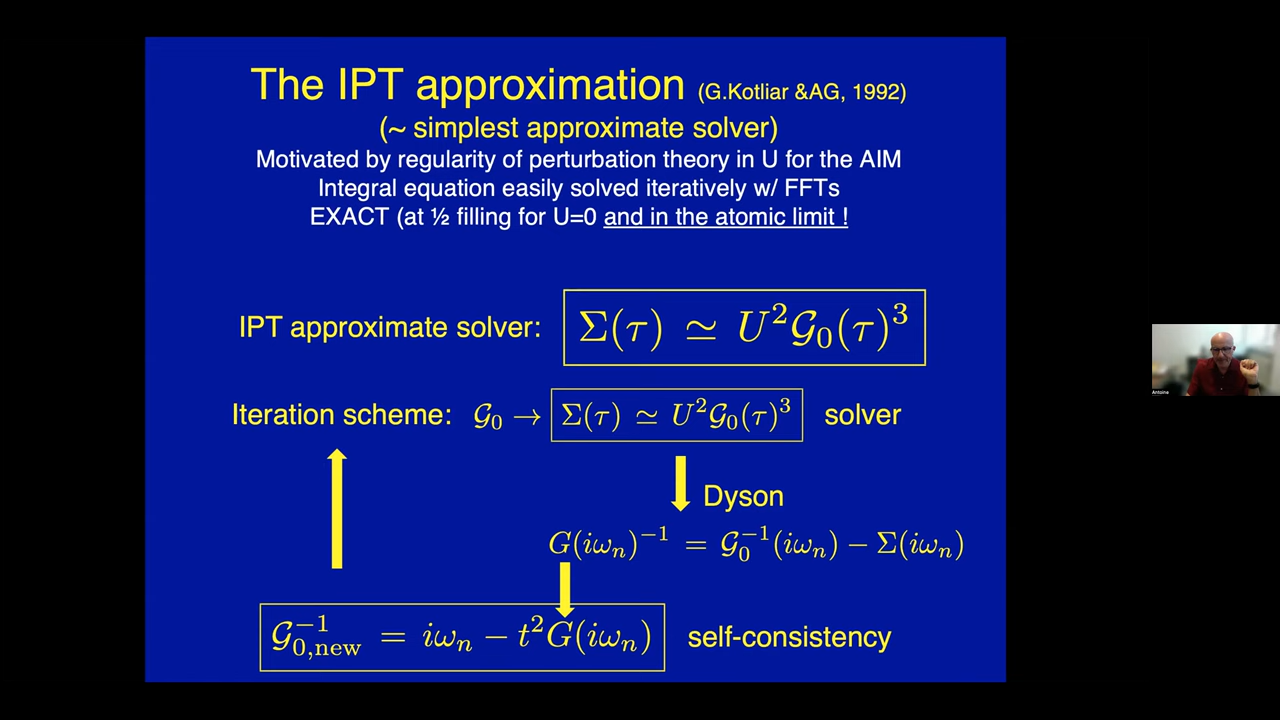 The IPT approximation (G.Kotliar &AG, 1992)
(~ simplest approximate solver)
Motivated by regularity of perturbation theory in U for the AIM
Integral equation easily solved iteratively w/ FFTs
EXACT (at ½ filling for U=0 and in the atomic limit !
IPT approximate solver: Σ(τ) ≃ U²𝒢₀(τ)³
Iteration scheme: 𝒢₀ → Σ(τ) ≃ U²𝒢₀(τ)³ solver
Dyson
G(iωₙ)⁻¹ = 𝒢₀⁻¹(iωₙ) − Σ(iωₙ)
𝒢₀,new⁻¹ = iωₙ − t²G(iωₙ) self-consistency
Antoine